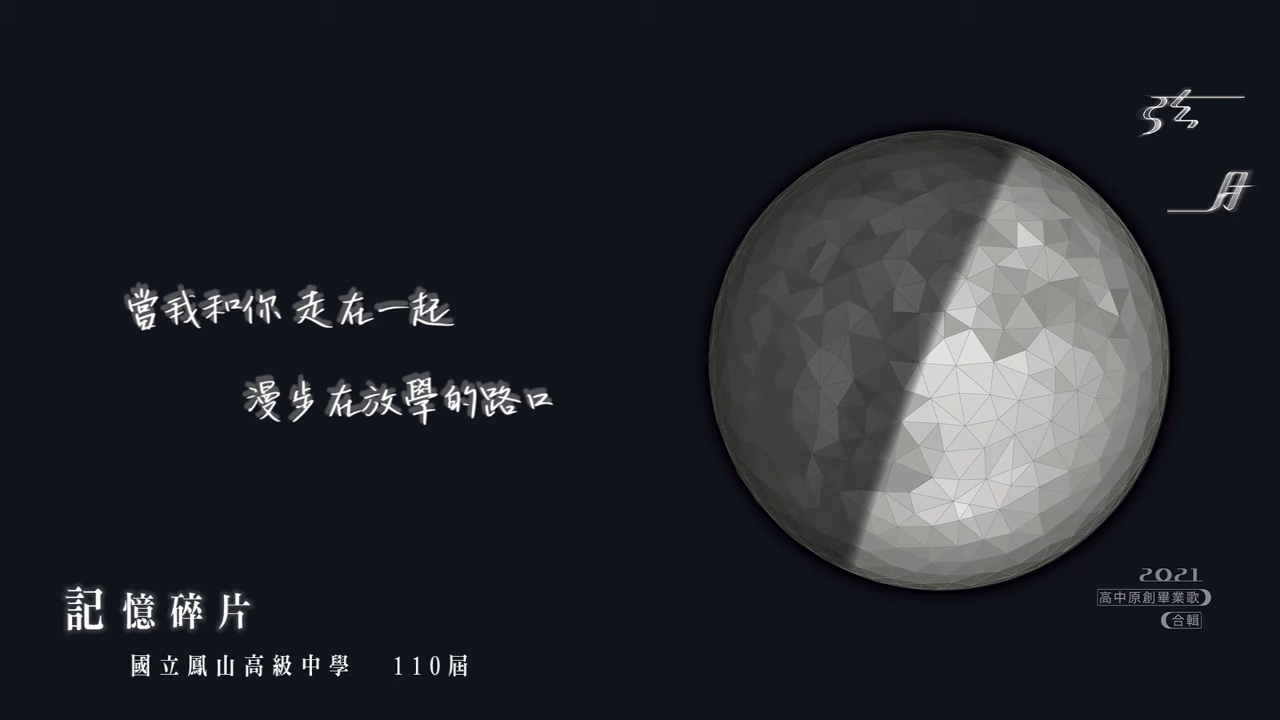 弦
月
當我和你 走在一起
漫步在放學的路口
記憶碎片
國立鳳山高級中學 110屆
2021
高中原創畢業歌
合輯